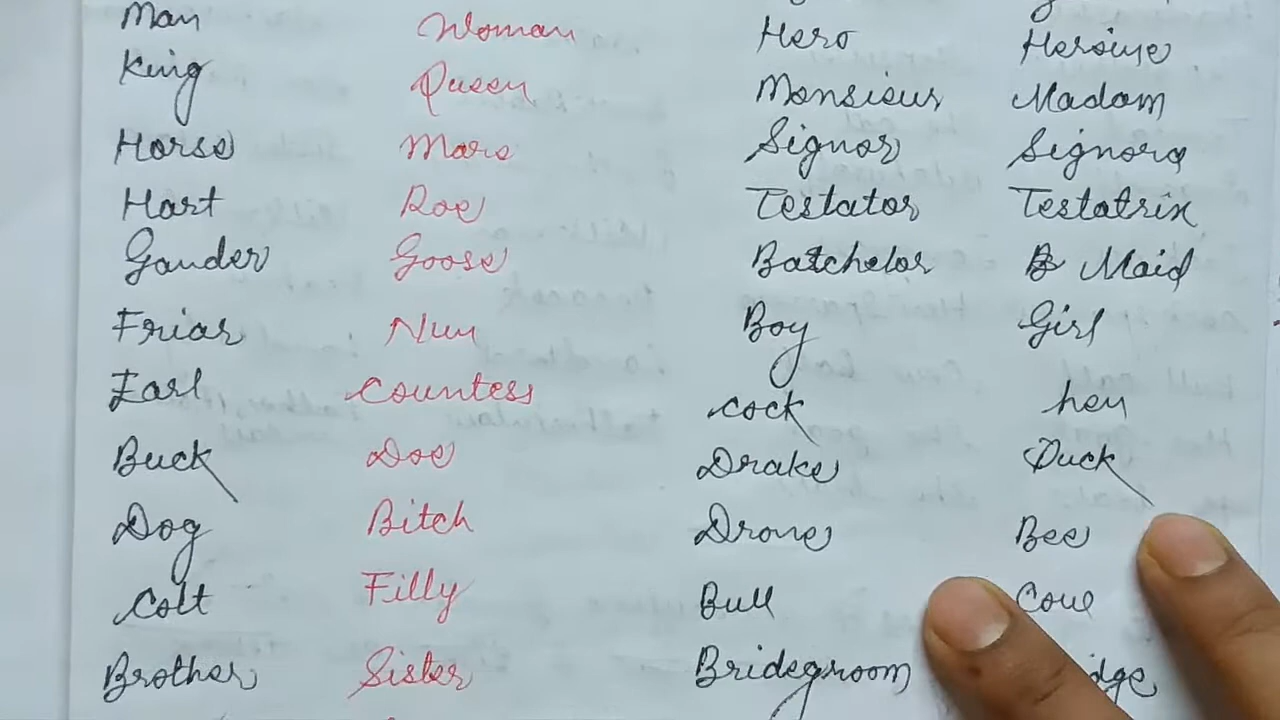 Man Woman Hero Heroine
King Queen Monsieur Madam
Horse Mare Signor Signora
Hart Roe Testator Testatrix
Gander Goose Batchelor B Maid
Friar Nun Boy Girl
Earl Countess cock hen
Buck Doe Drake Duck
Dog Bitch Drone Bee
Colt Filly Bull Cow
Brother Sister Bridegroom